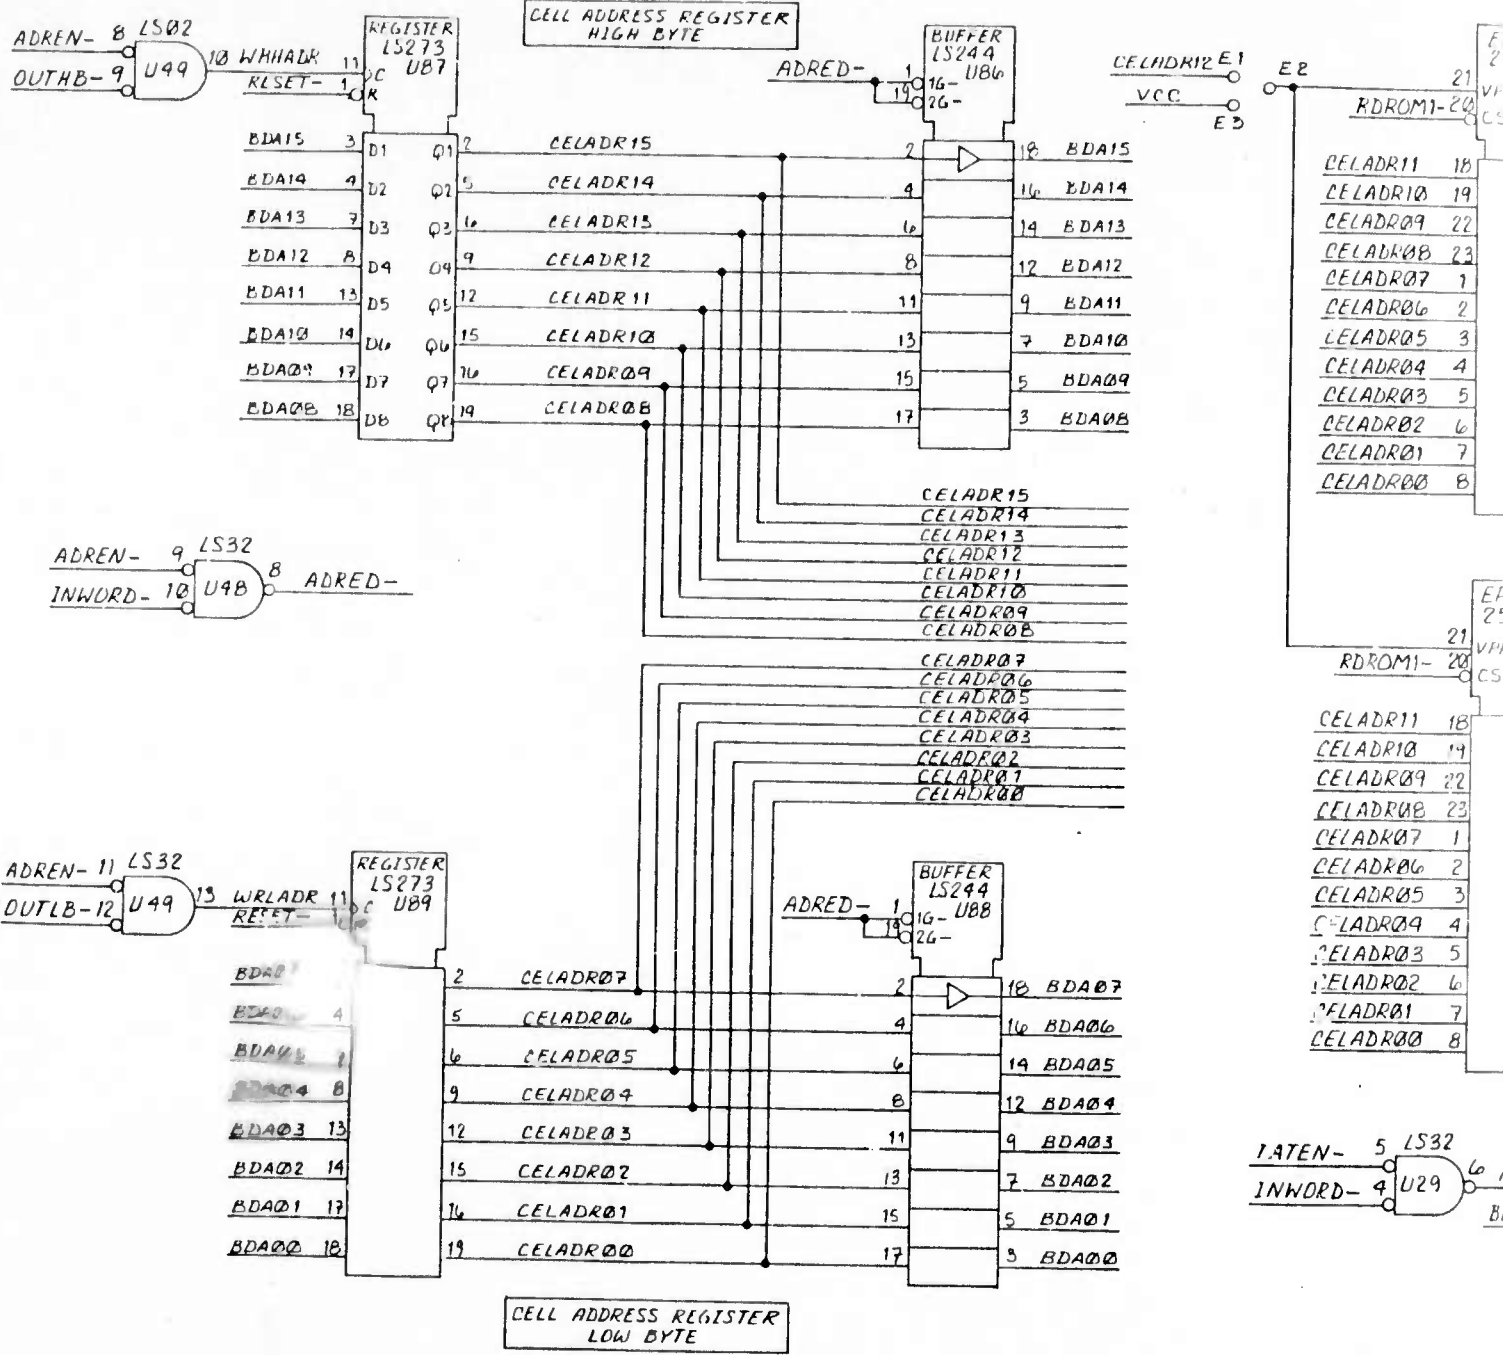 CELL ADDRESS REGISTER
HIGH BYTE
ADREN- 8 LS02
OUTHB- 9 U49 10 WHHADR 11 C
RESET- 1 R
REGISTER
LS273
U87
BDA15 3 D1 Q1 2 CELADR15
BDA14 4 D2 Q2 5 CELADR14
BDA13 7 D3 Q3 6 CELADR13
BDA12 8 D4 Q4 9 CELADR12
BDA11 13 D5 Q5 12 CELADR11
BDA10 14 D6 Q6 15 CELADR10
BDA09 17 D7 Q7 16 CELADR09
BDA08 18 D8 Q8 19 CELADR08
BUFFER
LS244
U86
ADRED- 1 1G-
19 2G-
2 18 BDA15
4 16 BDA14
6 14 BDA13
8 12 BDA12
11 9 BDA11
13 7 BDA10
15 5 BDA09
17 3 BDA08
CELADR12 E1
E2
VCC
E3
21
RDROM1- 20
CELADR11 18
CELADR10 19
CELADR09 22
CELADR08 23
CELADR07 1
CELADR06 2
CELADR05 3
CELADR04 4
CELADR03 5
CELADR02 6
CELADR01 7
CELADR00 8
ADREN- 9 LS32
INWORD- 10 U48 8 ADRED-
CELADR15
CELADR14
CELADR13
CELADR12
CELADR11
CELADR10
CELADR09
CELADR08
CELADR07
CELADR06
CELADR05
CELADR04
CELADR03
CELADR02
CELADR01
CELADR00
21
RDROM1- 20
CELADR11 18
CELADR10 19
CELADR09 22
CELADR08 23
CELADR07 1
CELADR06 2
CELADR05 3
CELADR04 4
CELADR03 5
CELADR02 6
CELADR01 7
CELADR00 8
ADREN- 11 LS32
OUTLB- 12 U49 13 WRLADR 11 C
RESET- 1
REGISTER
LS273
U89
2 CELADR07
4 5 CELADR06
6 CELADR05
8 9 CELADR04
BDA03 13 12 CELADR03
BDA02 14 15 CELADR02
BDA01 17 16 CELADR01
BDA00 18 19 CELADR00
BUFFER
LS244
U88
ADRED- 1 1G-
19 2G-
2 18 BDA07
4 16 BDA06
6 14 BDA05
8 12 BDA04
11 9 BDA03
13 7 BDA02
15 5 BDA01
17 3 BDA00
5 LS32
INWORD- 4 U29 6
CELL ADDRESS REGISTER
LOW BYTE